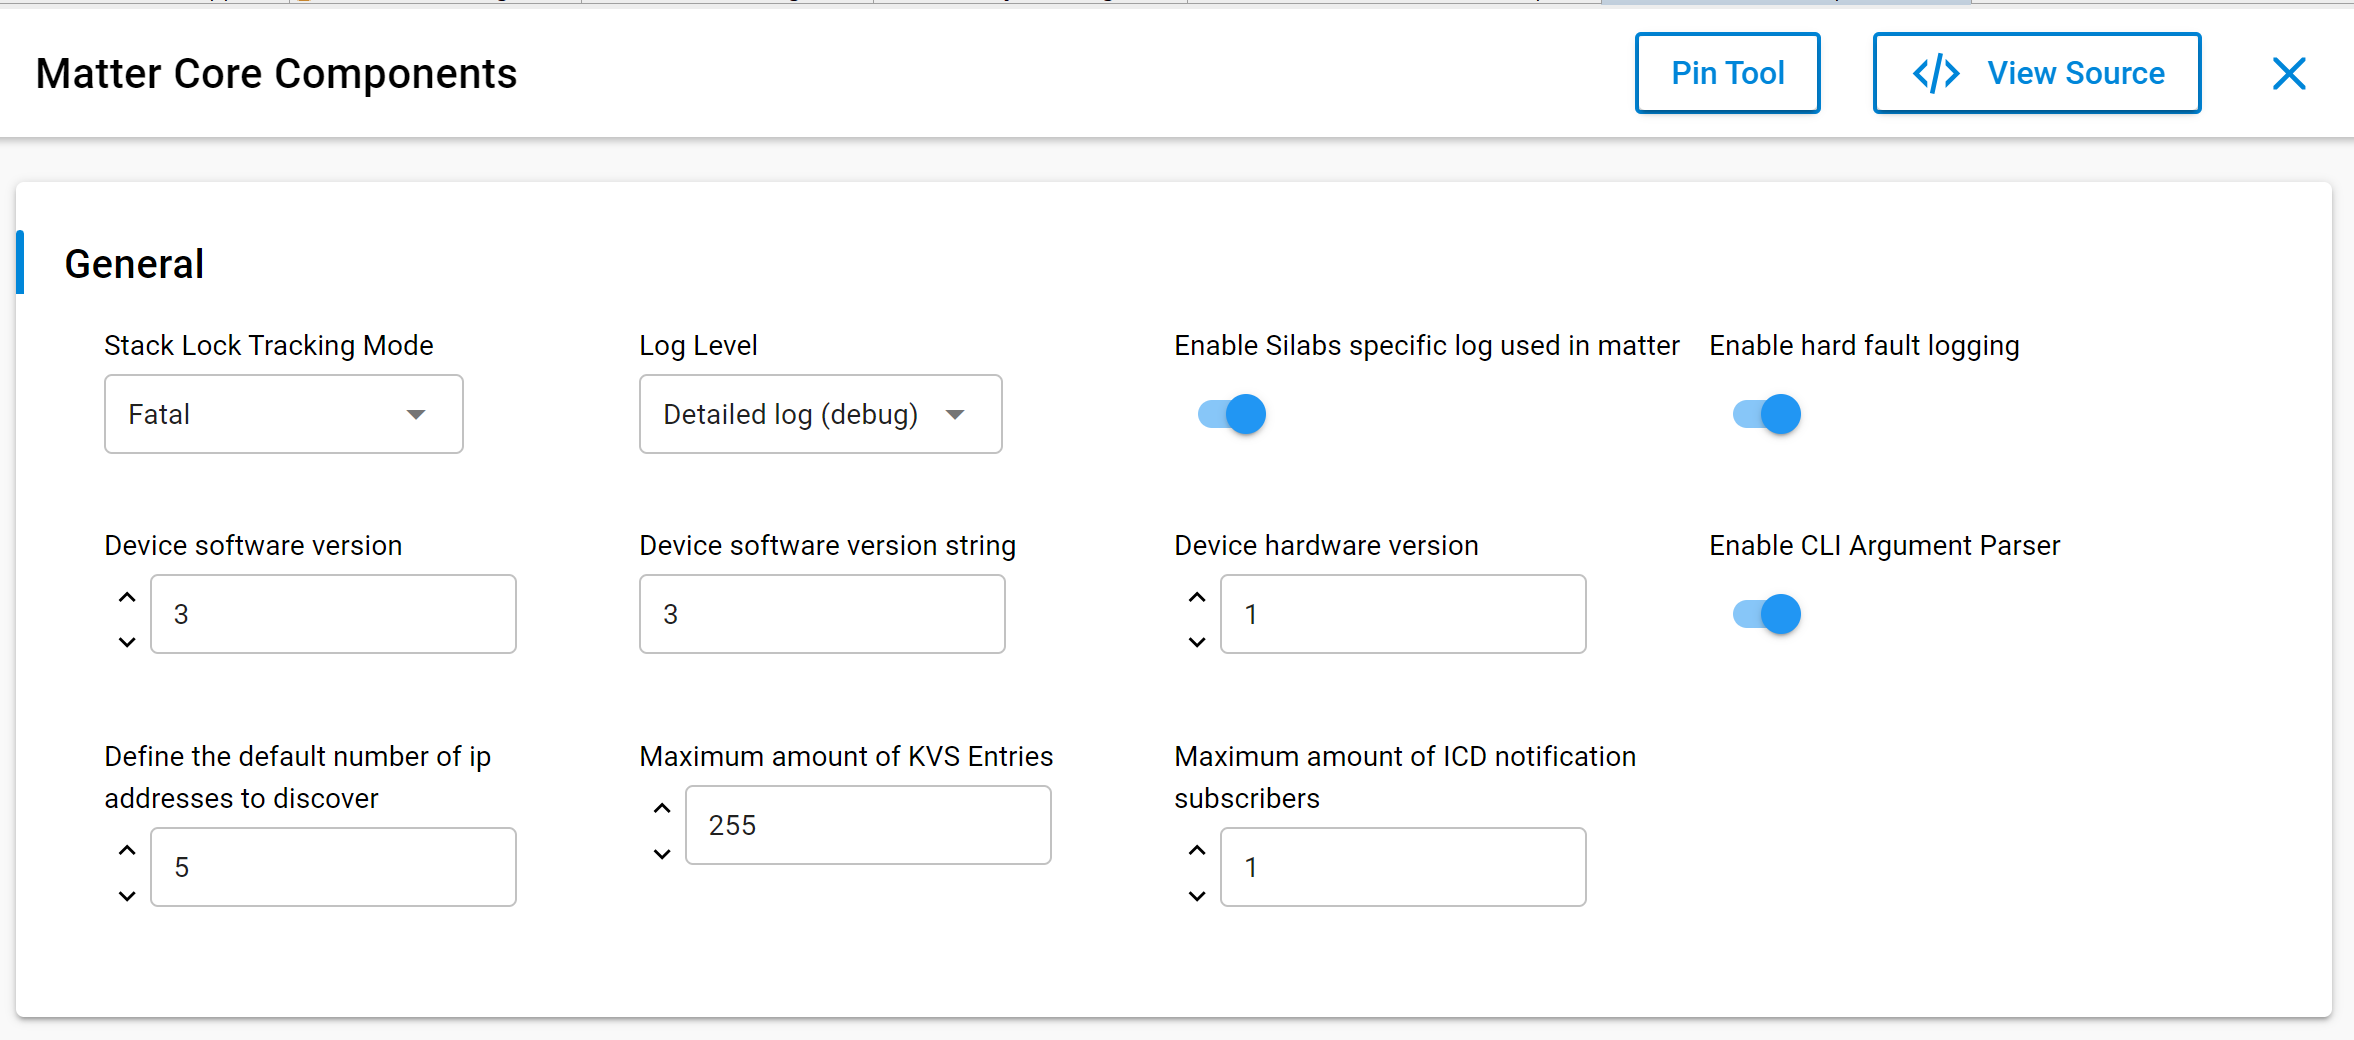 Matter Core Components
Pin Tool
</> View Source
General
Stack Lock Tracking Mode
Fatal
Log Level
Detailed log (debug)
Enable Silabs specific log used in matter
Enable hard fault logging
Device software version
3
Device software version string
3
Device hardware version
1
Enable CLI Argument Parser
Define the default number of ip
addresses to discover
5
Maximum amount of KVS Entries
255
Maximum amount of ICD notification
subscribers
1